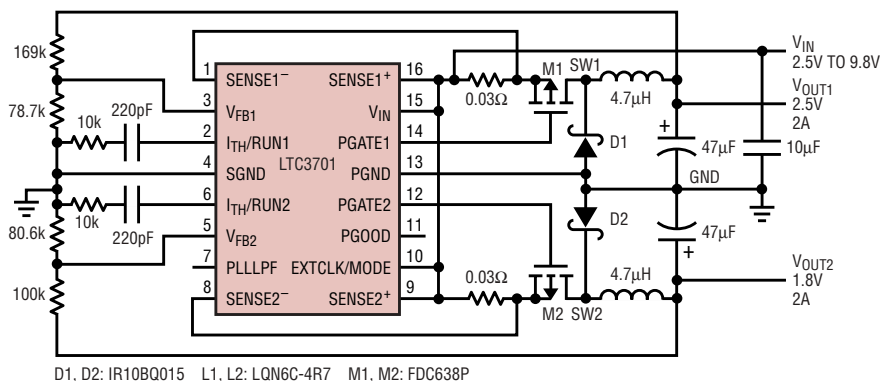 169k
78.7k
10k
220pF
10k
220pF
80.6k
100k
LTC3701
1 SENSE1–
3 VFB1
2 ITH/RUN1
4 SGND
6 ITH/RUN2
5 VFB2
7 PLLLPF
8 SENSE2–
SENSE1+ 16
VIN 15
PGATE1 14
PGND 13
PGATE2 12
PGOOD 11
EXTCLK/MODE 10
SENSE2+ 9
0.03Ω
M1
SW1
4.7µH
D1
+
47µF
10µF
GND
D2
47µF
+
0.03Ω
M2
SW2
4.7µH
VIN
2.5V TO 9.8V
VOUT1
2.5V
2A
VOUT2
1.8V
2A
D1, D2: IR10BQ015 L1, L2: LQN6C-4R7 M1, M2: FDC638P